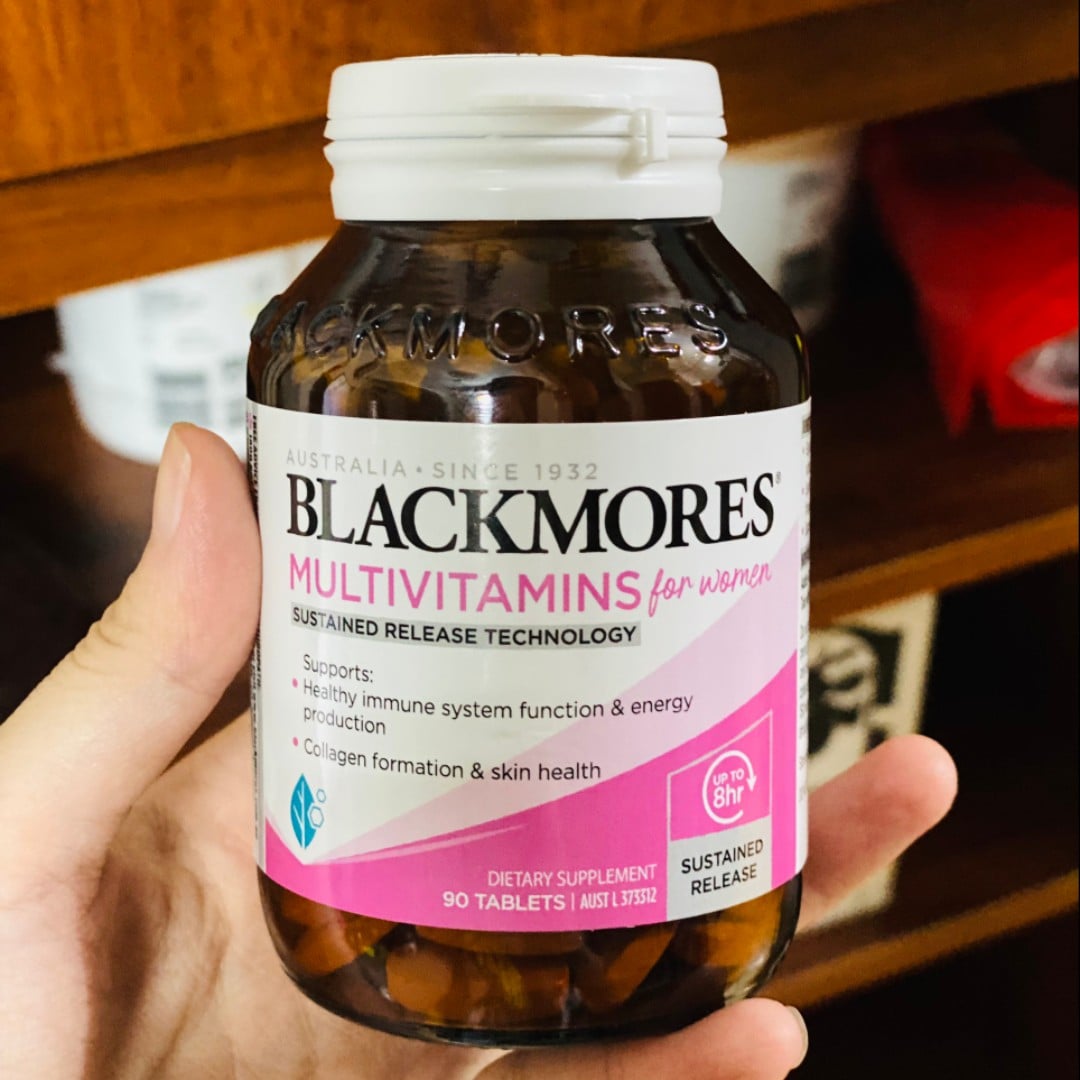 BLACKMORES
AUSTRALIA • SINCE 1932
BLACKMORES®
MULTIVITAMINS for women
SUSTAINED RELEASE TECHNOLOGY
Supports:
• Healthy immune system function & energy
production
• Collagen formation & skin health
UP TO
8hr
SUSTAINED
RELEASE
DIETARY SUPPLEMENT
90 TABLETS | AUST L 373312